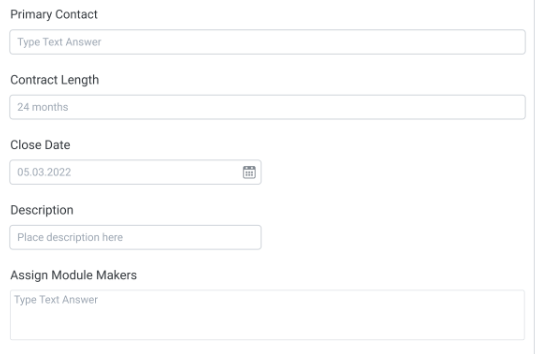 Primary Contact
Type Text Answer
Contract Length
24 months
Close Date
05.03.2022
Description
Place description here
Assign Module Makers
Type Text Answer